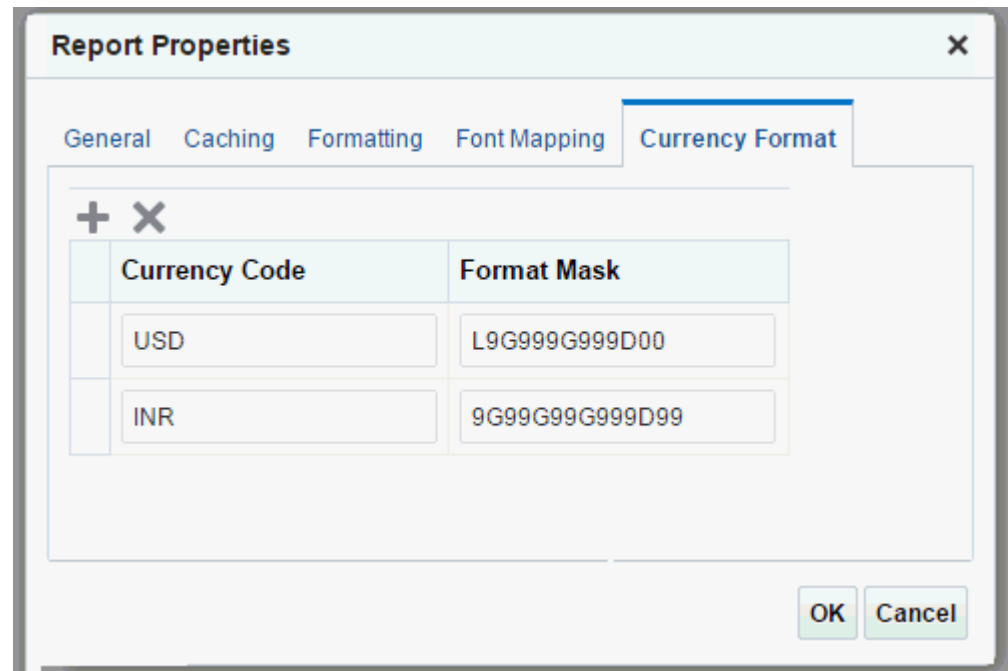 Report Properties
General Caching Formatting Font Mapping Currency Format
Currency Code Format Mask
USD L9G999G999D00
INR 9G99G99G999D99
OK Cancel